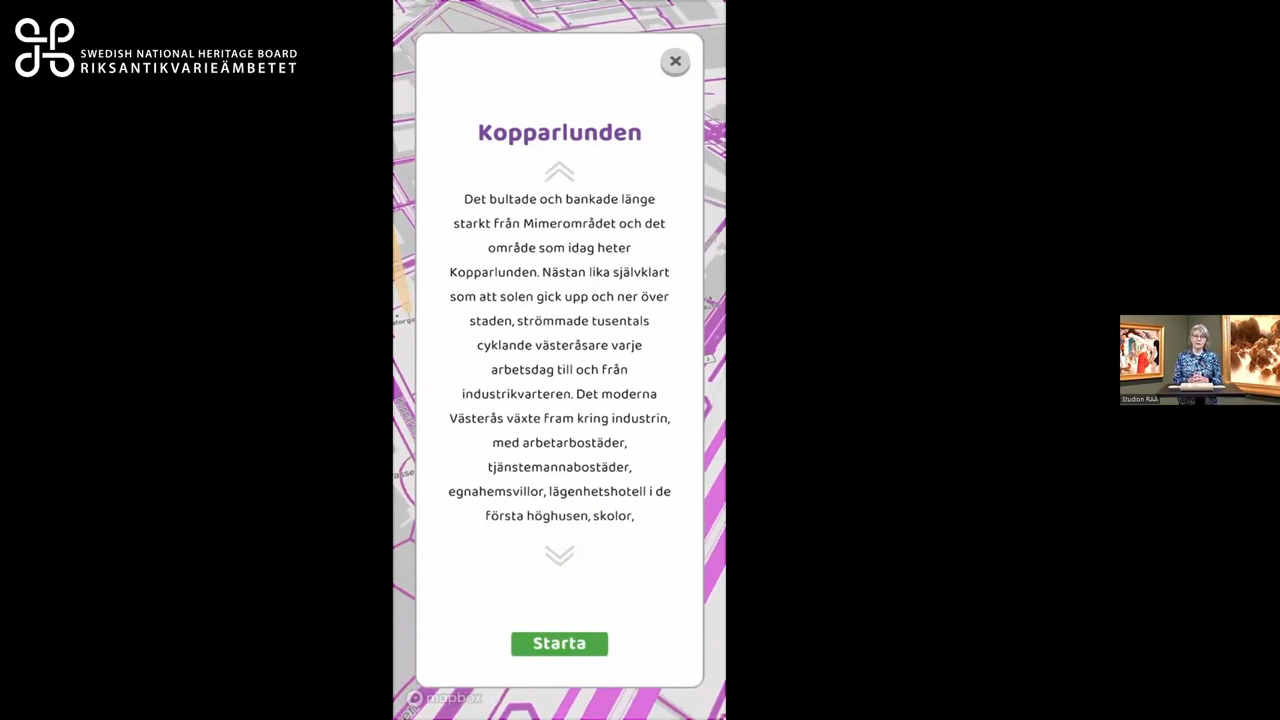 SWEDISH NATIONAL HERITAGE BOARD
RIKSANTIKVARIEÄMBETET
Kopparlunden
Det bultade och bankade länge
starkt från Mimerområdet och det
område som idag heter
Kopparlunden. Nästan lika självklart
som att solen gick upp och ner över
staden, strömmade tusentals
cyklande västeråsare varje
arbetsdag till och från
industrikvarteren. Det moderna
Västerås växte fram kring industrin,
med arbetarbostäder,
tjänstemannabostäder,
egnahemsvillor, lägenhetshotell i de
första höghusen, skolor,
Starta
mapbox
Studion RAÄ